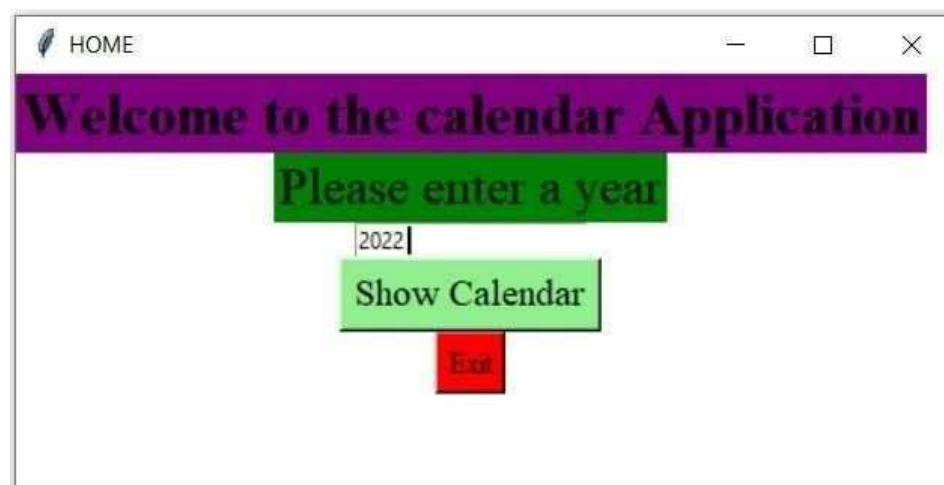 HOME
Welcome to the calendar Application
Please enter a year
2022
Show Calendar
Exit